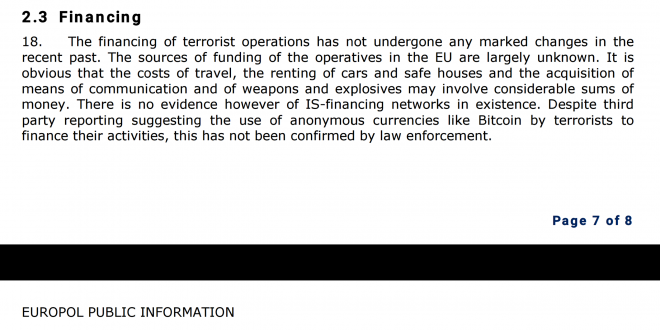 2.3 Financing
18. The financing of terrorist operations has not undergone any marked changes in the
recent past. The sources of funding of the operatives in the EU are largely unknown. It is
obvious that the costs of travel, the renting of cars and safe houses and the acquisition of
means of communication and of weapons and explosives may involve considerable sums of
money. There is no evidence however of IS-financing networks in existence. Despite third
party reporting suggesting the use of anonymous currencies like Bitcoin by terrorists to
finance their activities, this has not been confirmed by law enforcement.
Page 7 of 8
EUROPOL PUBLIC INFORMATION